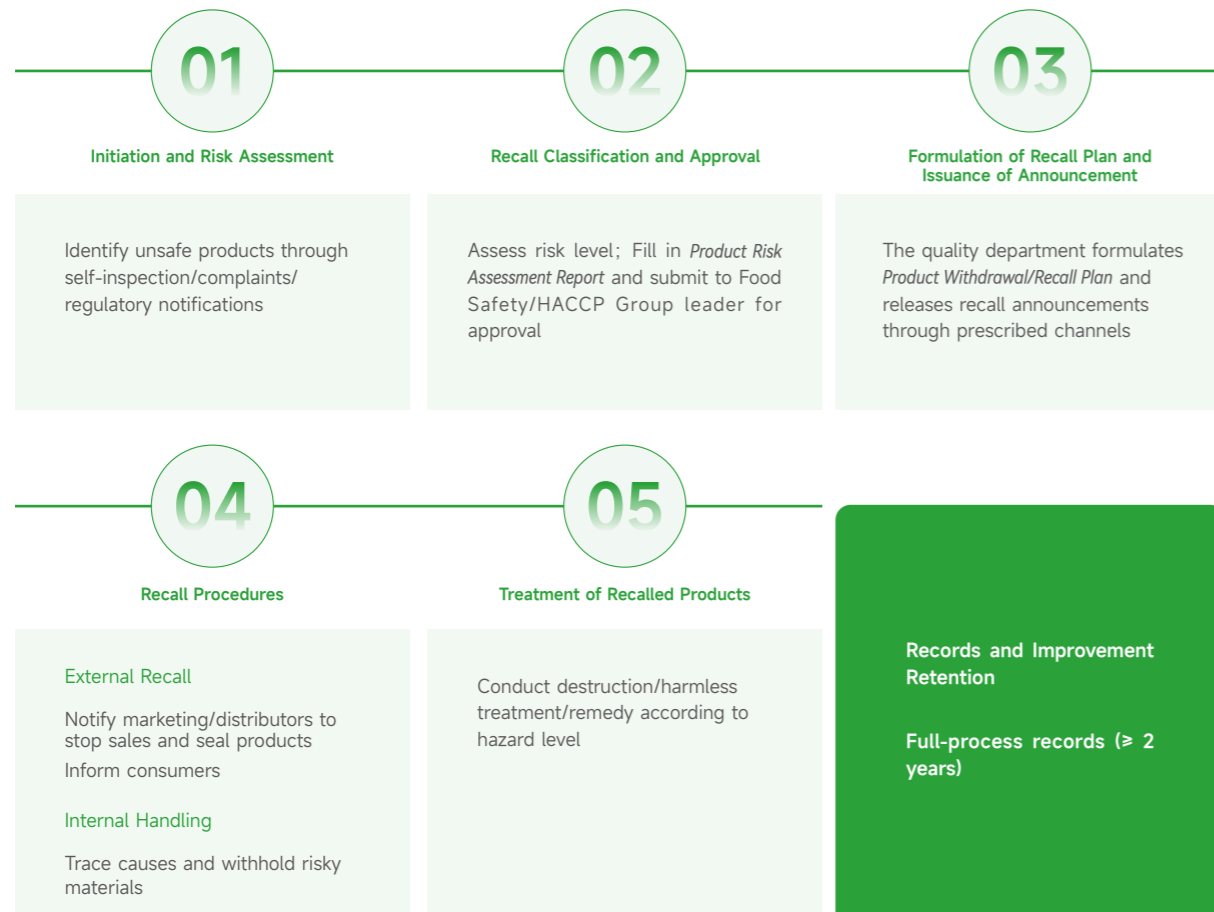 01
Initiation and Risk Assessment
Identify unsafe products through
self-inspection/complaints/
regulatory notifications
02
Recall Classification and Approval
Assess risk level; Fill in Product Risk
Assessment Report and submit to Food
Safety/HACCP Group leader for
approval
03
Formulation of Recall Plan and
Issuance of Announcement
The quality department formulates
Product Withdrawal/Recall Plan and
releases recall announcements
through prescribed channels
04
Recall Procedures
External Recall
Notify marketing/distributors to
stop sales and seal products
Inform consumers
Internal Handling
Trace causes and withhold risky
materials
05
Treatment of Recalled Products
Conduct destruction/harmless
treatment/remedy according to
hazard level
Records and Improvement
Retention
Full-process records (≥ 2
years)